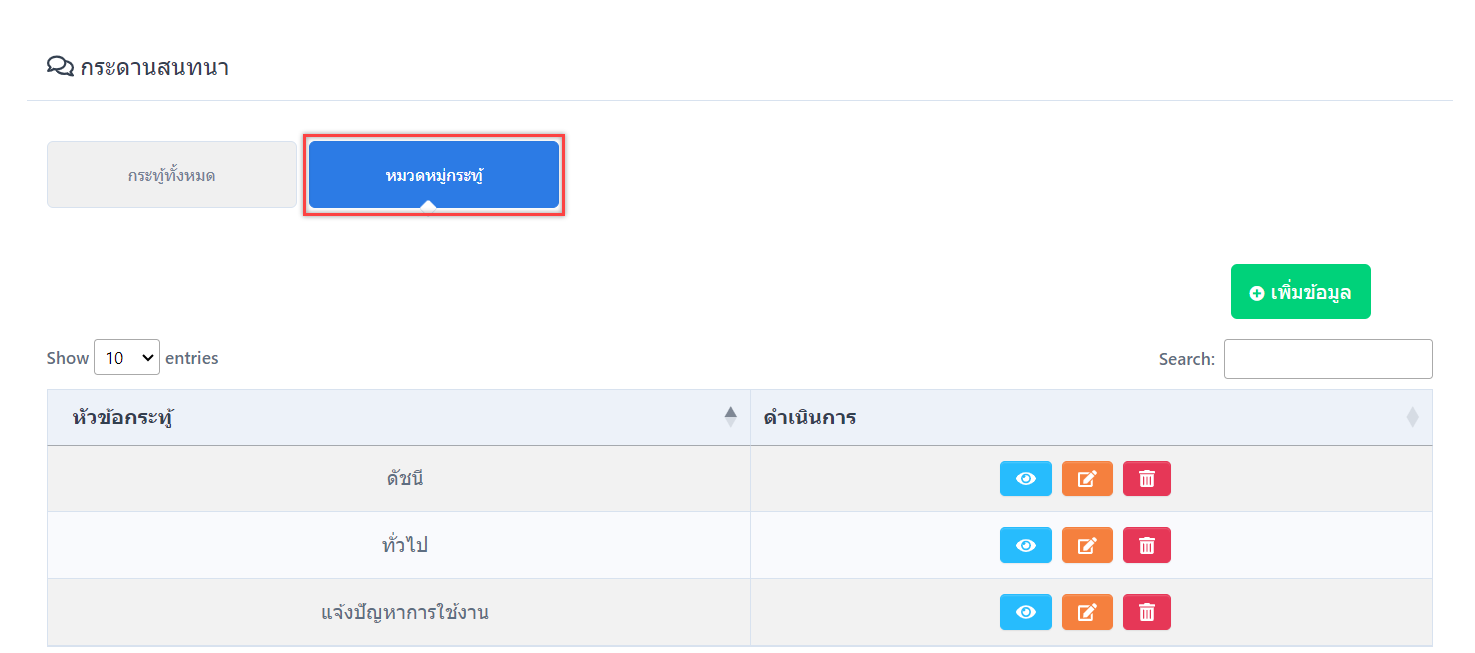 กระดานสนทนา
กระทู้ทั้งหมด หมวดหมู่กระทู้
เพิ่มข้อมูล
Show 10 entries Search:
หัวข้อกระทู้ ดำเนินการ
ดัชนี
ทั่วไป
แจ้งปัญหาการใช้งาน